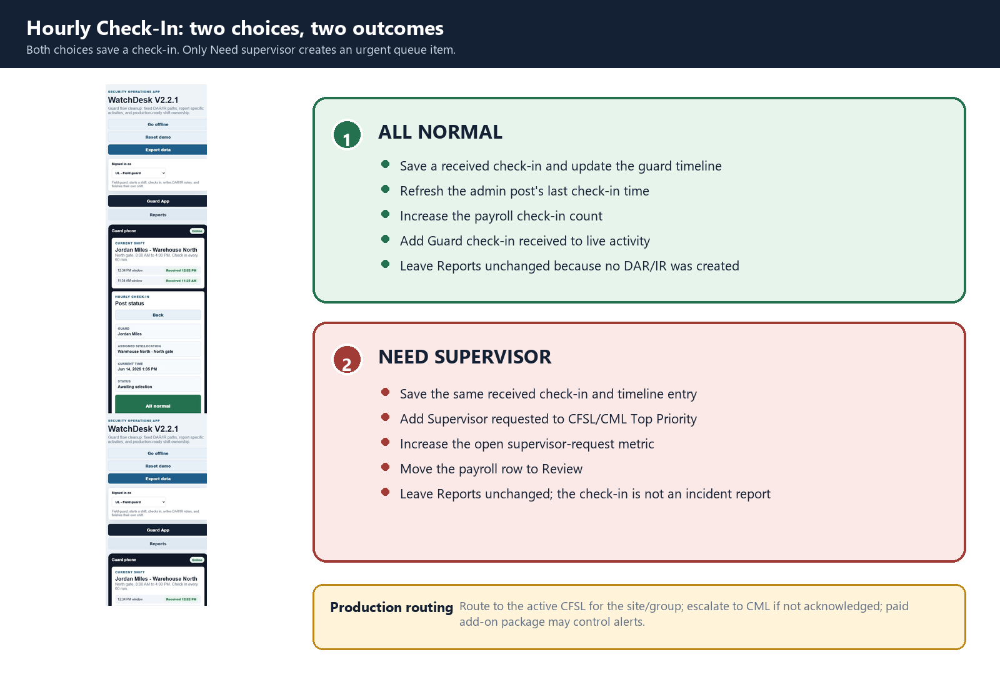 Hourly Check-In: two choices, two outcomes
Both choices save a check-in. Only Need supervisor creates an urgent queue item.
SECURITY OPERATIONS APP
WatchDesk V2.2.1
Guard flow cleanup: fixed DAR/IR paths, report-specific
activities, and production-ready shift ownership.
Go offline
Reset demo
Export data
Signed in as
UL - Field guard
Field guard: starts a shift, checks in, writes DAR/IR notes, and
finishes their own shift.
Guard App
Reports
Guard phone
Online
CURRENT SHIFT
Jordan Miles - Warehouse North
North gate, 8:00 AM to 4:00 PM. Check in every
60 min.
12:34 PM window
Received 12:52 PM
11:34 AM window
Received 11:35 AM
HOURLY CHECK-IN
Post status
Back
GUARD
Jordan Miles
ASSIGNED SITE/LOCATION
Warehouse North - North gate
CURRENT TIME
Jun 14, 2026 1:05 PM
STATUS
Awaiting selection
All normal
SECURITY OPERATIONS APP
WatchDesk V2.2.1
Guard flow cleanup: fixed DAR/IR paths, report-specific
activities, and production-ready shift ownership.
Go offline
Reset demo
Export data
Signed in as
UL - Field guard
Field guard: starts a shift, checks in, writes DAR/IR notes, and
finishes their own shift.
Guard App
Reports
Guard phone
Online
CURRENT SHIFT
Jordan Miles - Warehouse North
North gate, 8:00 AM to 4:00 PM. Check in every
60 min.
12:34 PM window
Received 12:52 PM
1
ALL NORMAL
Save a received check-in and update the guard timeline
Refresh the admin post's last check-in time
Increase the payroll check-in count
Add Guard check-in received to live activity
Leave Reports unchanged because no DAR/IR was created
2
NEED SUPERVISOR
Save the same received check-in and timeline entry
Add Supervisor requested to CFSL/CML Top Priority
Increase the open supervisor-request metric
Move the payroll row to Review
Leave Reports unchanged; the check-in is not an incident report
Production routing
Route to the active CFSL for the site/group; escalate to CML if not acknowledged; paid
add-on package may control alerts.